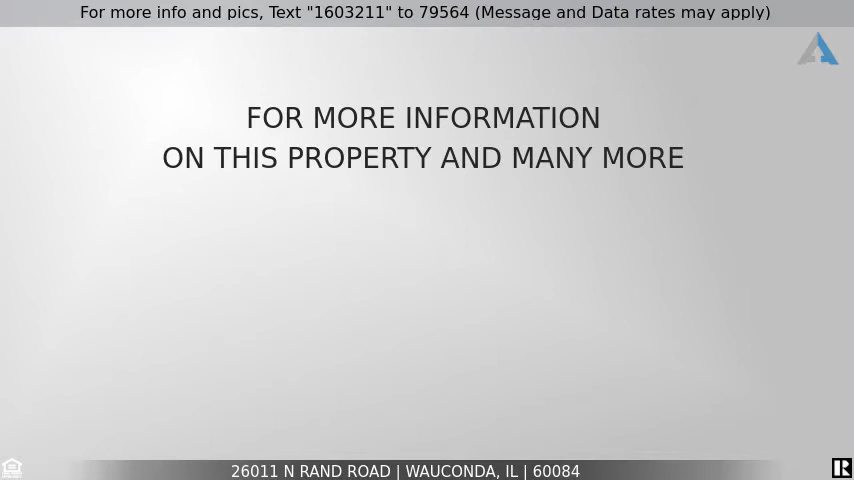 For more info and pics, Text "1603211" to 79564 (Message and Data rates may apply)
FOR MORE INFORMATION
ON THIS PROPERTY AND MANY MORE
26011 N RAND ROAD | WAUCONDA, IL | 60084